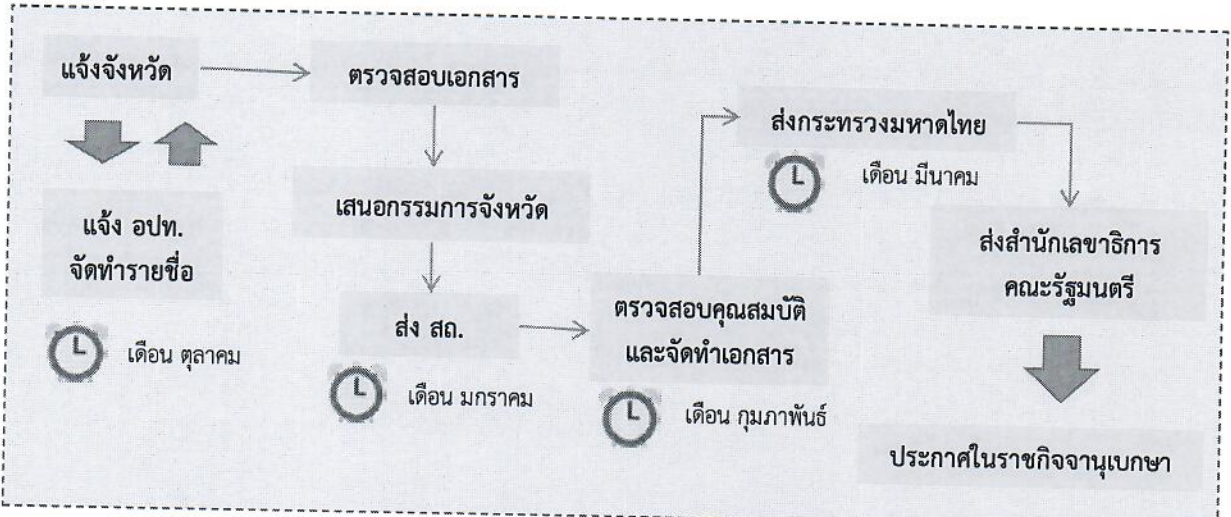 แจ้งจังหวัด
แจ้ง อปท.
จัดทำรายชื่อ
เดือน ตุลาคม
ตรวจสอบเอกสาร
เสนอกรรมการจังหวัด
ส่ง สถ.
เดือน มกราคม
ตรวจสอบคุณสมบัติ
และจัดทำเอกสาร
เดือน กุมภาพันธ์
ส่งกระทรวงมหาดไทย
เดือน มีนาคม
ส่งสำนักเลขาธิการ
คณะรัฐมนตรี
ประกาศในราชกิจจานุเบกษา